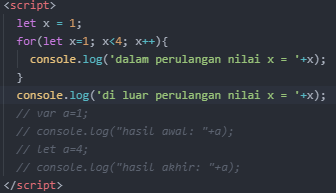 <script>
let x = 1;
for(let x=1; x<4; x++){
console.log('dalam perulangan nilai x = '+x);
}
console.log('di luar perulangan nilai x = '+x);
// var a=1;
// console.log("hasil awal: "+a);
// let a=4;
// console.log("hasil akhir: "+a);
</script>